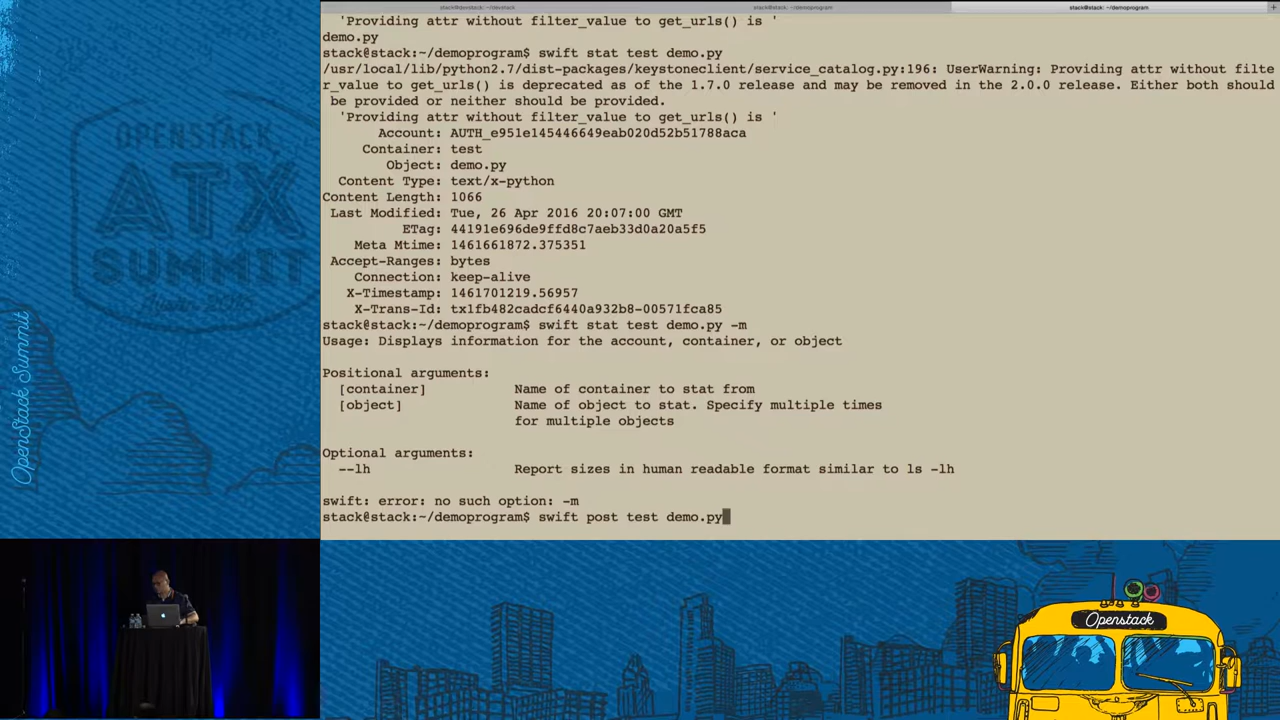 stack@devstack: ~/devstack
stack@stack: ~/demoprogram
stack@stack: ~/demoprogram
'Providing attr without filter_value to get_urls() is '
demo.py
stack@stack:~/demoprogram$ swift stat test demo.py
/usr/local/lib/python2.7/dist-packages/keystoneclient/service_catalog.py:196: UserWarning: Providing attr without filte
r_value to get_urls() is deprecated as of the 1.7.0 release and may be removed in the 2.0.0 release. Either both should
be provided or neither should be provided.
'Providing attr without filter_value to get_urls() is '
Account: AUTH_e951e145446649eab020d52b51788aca
Container: test
Object: demo.py
Content Type: text/x-python
Content Length: 1066
Last Modified: Tue, 26 Apr 2016 20:07:00 GMT
ETag: 44191e696de9ffd8c7aeb33d0a20a5f5
Meta Mtime: 1461661872.375351
Accept-Ranges: bytes
Connection: keep-alive
X-Timestamp: 1461701219.56957
X-Trans-Id: tx1fb482cadcf6440a932b8-00571fca85
stack@stack:~/demoprogram$ swift stat test demo.py -m
Usage: Displays information for the account, container, or object
Positional arguments:
[container] Name of container to stat from
[object] Name of object to stat. Specify multiple times
for multiple objects
Optional arguments:
--lh Report sizes in human readable format similar to ls -lh
swift: error: no such option: -m
stack@stack:~/demoprogram$ swift post test demo.py
OPENSTACK
ATX
SUMMIT
OpenStack Summit
Openstack